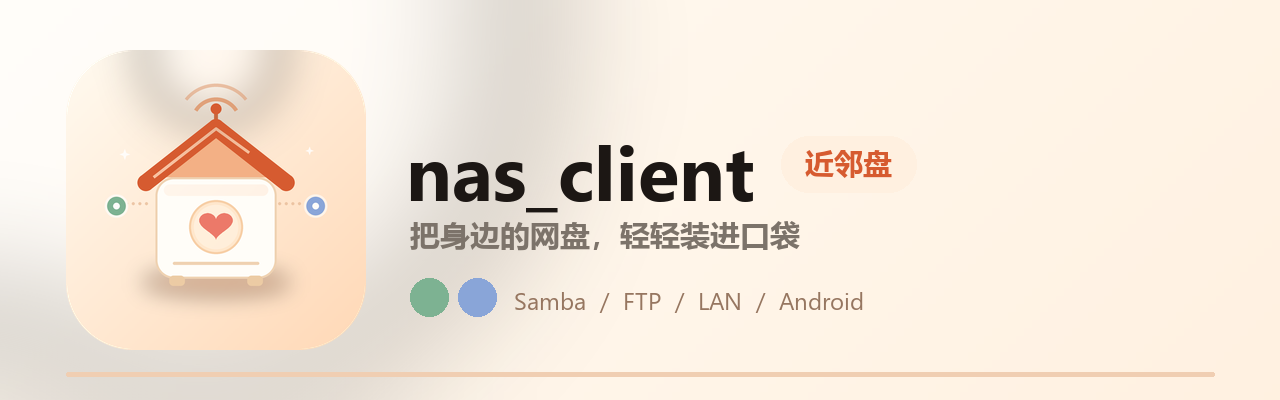 nas_client 近邻盘
把身边的网盘，轻轻装进口袋
Samba / FTP / LAN / Android